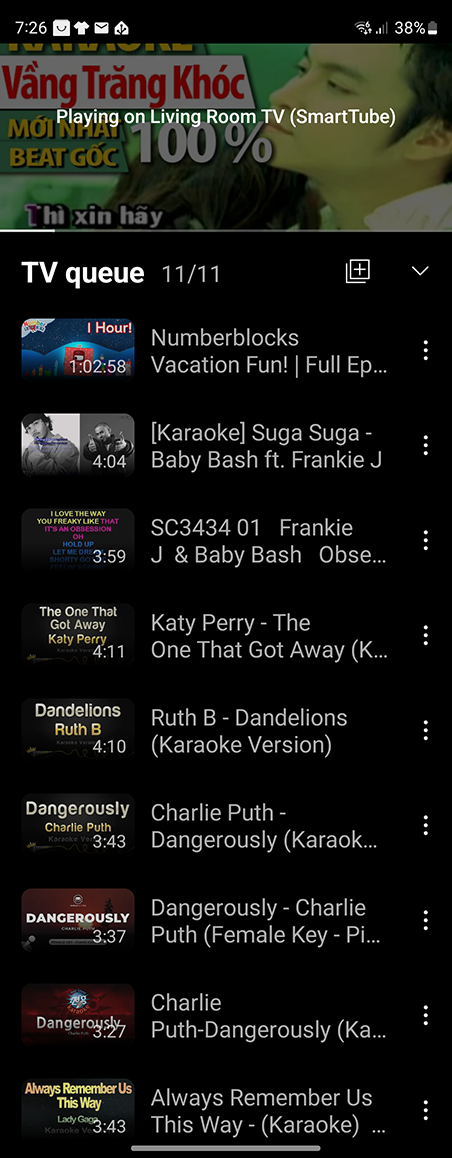 7:26
38%
KARAOKE
Vầng Trăng Khóc
Playing on Living Room TV (SmartTube)
MỚI NHẤT
BEAT GỐC
100%
Thì xin hãy
TV queue 11/11
1 Hour!
1:02:58
Numberblocks
Vacation Fun! | Full Ep...
4:04
[Karaoke] Suga Suga -
Baby Bash ft. Frankie J
I LOVE THE WAY
YOU FREAKY LIKE THAT
IT'S AN OBSESSION
OH
HOLD UP
LET ME
3:59
SC3434 01 Frankie
J & Baby Bash Obse...
The One That
Got Away
Katy Perry
4:11
Katy Perry - The
One That Got Away (K...
Dandelions
Ruth B
4:10
Ruth B - Dandelions
(Karaoke Version)
Dangerously
Charlie Puth
3:43
Charlie Puth -
Dangerously (Karaok...
DANGEROUSLY
CHARLIE PUTH
3:37
Dangerously - Charlie
Puth (Female Key - Pi...
Dangerously
3:27
Charlie
Puth-Dangerously (Ka...
Always Remember Us
This Way
Lady Gaga
3:43
Always Remember Us
This Way - (Karaoke) ...